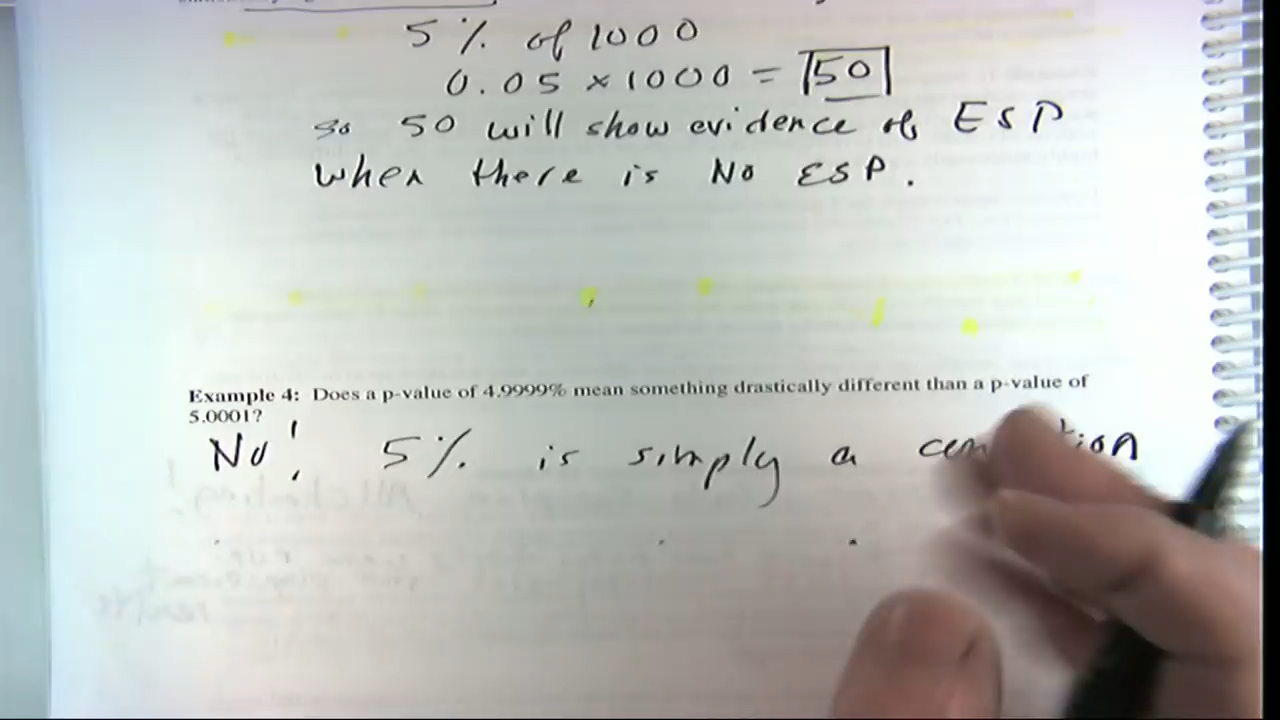 5% of 1000
0.05 × 1000 = 50
so 50 will show evidence of ESP
when there is No ESP.
Example 4: Does a p-value of 4.9999% mean something drastically different than a p-value of
5.0001?
No! 5% is simply a